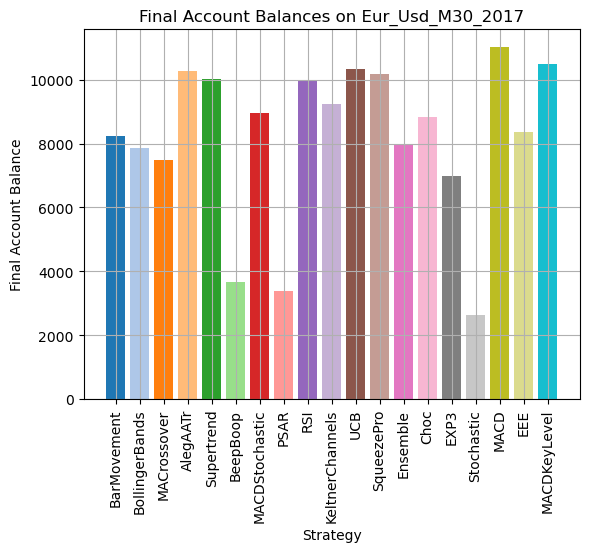 Final Account Balances on Eur_Usd_M30_2017
Final Account Balance
10000
8000
6000
4000
2000
0
BarMovement
BollingerBands
MACrossover
AlegAATr
Supertrend
BeepBoop
MACDStochastic
PSAR
RSI
KeltnerChannels
UCB
SqueezePro
Ensemble
Choc
EXP3
Stochastic
MACD
EEE
MACDKeyLevel
Strategy